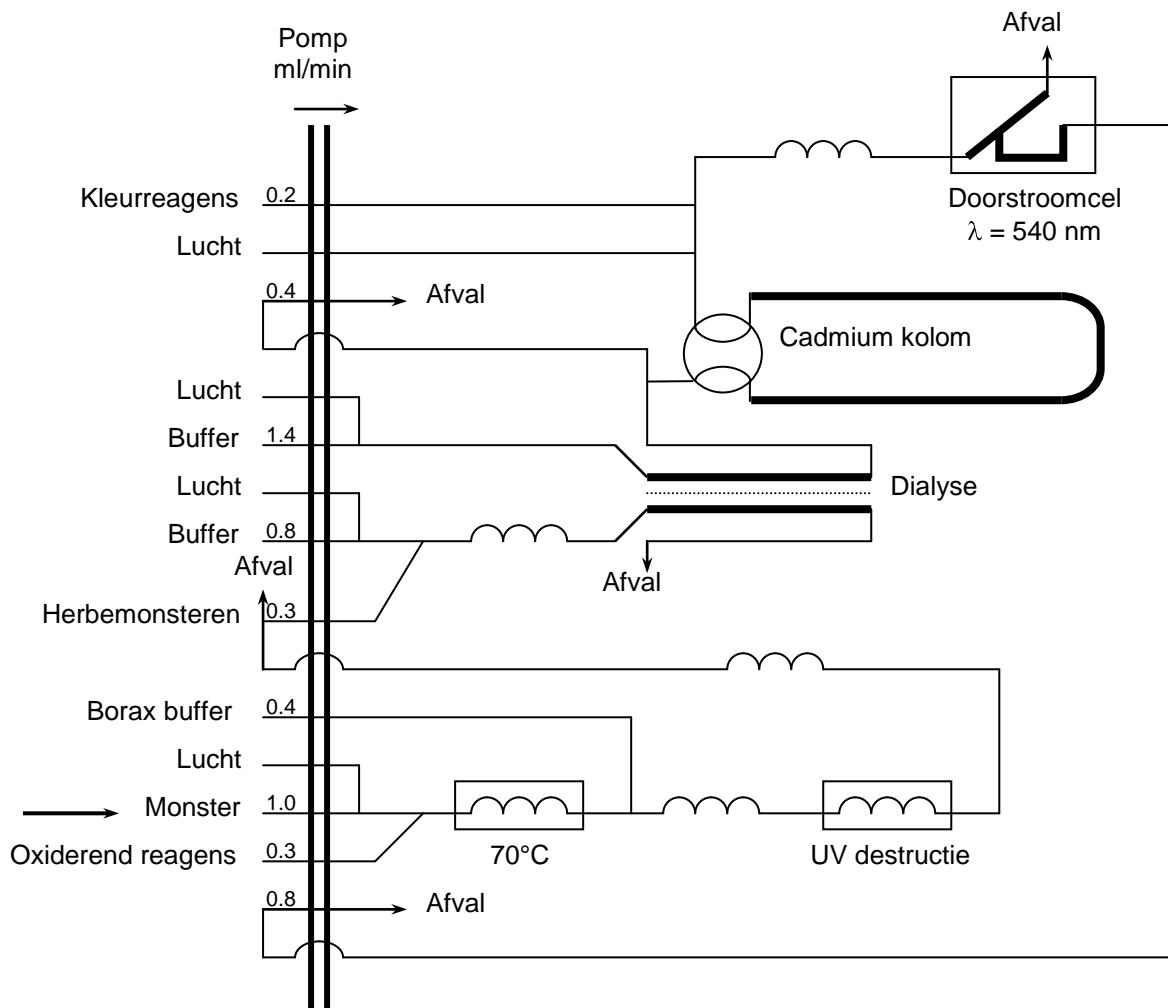 Afval
Pomp
ml/min
Kleurreagens 0.2
Doorstroomcel
λ = 540 nm
Lucht
0.4 Afval
Cadmium kolom
Lucht
Buffer 1.4
Lucht
Dialyse
Buffer 0.8
Afval
Afval
Herbemonsteren 0.3
Borax buffer 0.4
Lucht
Monster 1.0
Oxiderend reagens 0.3
70°C
UV destructie
0.8 Afval